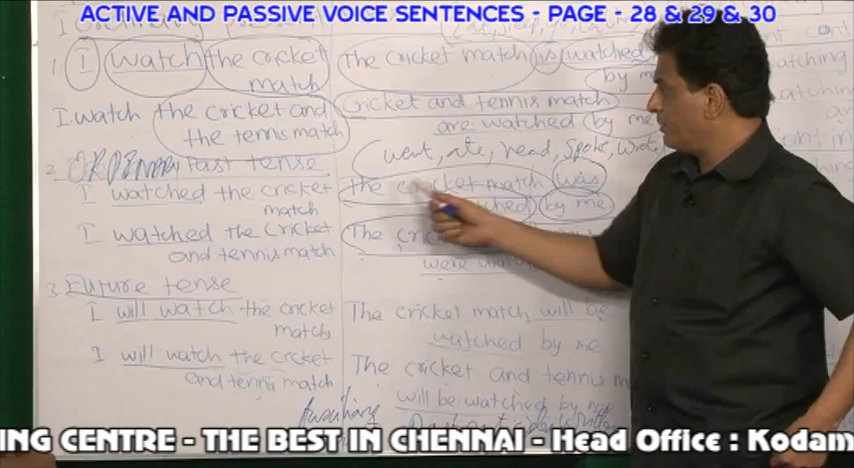 ACTIVE AND PASSIVE VOICE SENTENCES - PAGE - 28 & 29 & 30
1. I watch the cricket match
The cricket match is watched by me
I watch the cricket and the tennis match
Cricket and tennis match are watched by me
2. past tense
went, ate, read, spoke, wrote,
I watched the cricket match
The cricket match was
by me
I watched the cricket and tennis match
The
were
3. Future tense
I will watch the cricket match
The cricket match will be watched by me
I will watch the cricket and tennis match
The cricket and tennis
will be watched by me
watching
ING CENTRE - THE BEST IN CHENNAI - Head Office : Kodam